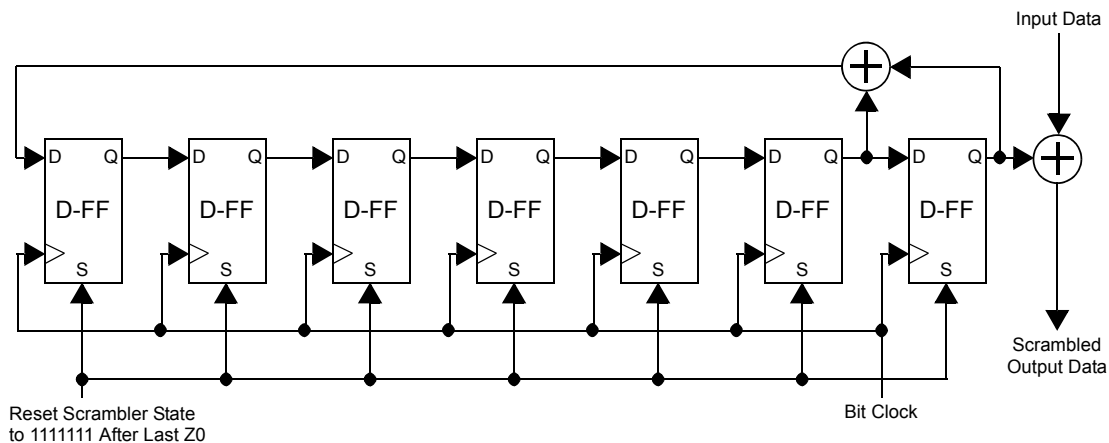 Input Data
D Q D Q D Q D Q D Q D Q D Q
D-FF D-FF D-FF D-FF D-FF D-FF D-FF
S S S S S S S
Scrambled
Output Data
Reset Scrambler State
to 1111111 After Last Z0
Bit Clock